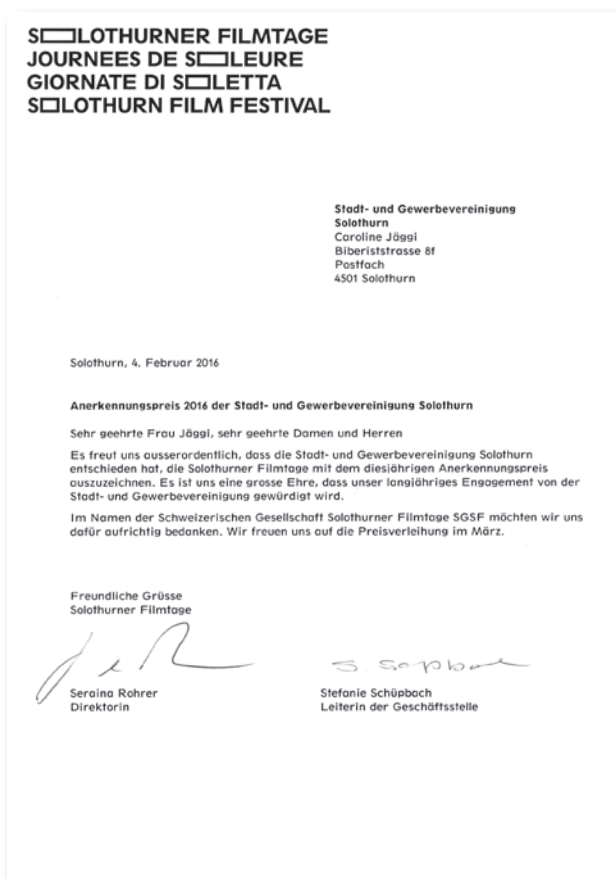 SOLOTHURNER FILMTAGE
JOURNEES DE SOLEURE
GIORNATE DI SOLETTA
SOLOTHURN FILM FESTIVAL
Stadt- und Gewerbevereinigung
Solothurn
Caroline Jäggi
Biberiststrasse 8f
Postfach
4501 Solothurn
Solothurn, 4. Februar 2016
Anerkennungspreis 2016 der Stadt- und Gewerbevereinigung Solothurn
Sehr geehrte Frau Jäggi, sehr geehrte Damen und Herren
Es freut uns ausserordentlich, dass die Stadt- und Gewerbevereinigung Solothurn
entschieden hat, die Solothurner Filmtage mit dem diesjährigen Anerkennungspreis
auszuzeichnen. Es ist uns eine grosse Ehre, dass unser langjähriges Engagement von der
Stadt- und Gewerbevereinigung gewürdigt wird.
Im Namen der Schweizerischen Gesellschaft Solothurner Filmtage SGSF möchten wir uns
dafür aufrichtig bedanken. Wir freuen uns auf die Preisverleihung im März.
Freundliche Grüsse
Solothurner Filmtage
Seraina Rohrer
Direktorin
Stefanie Schüpbach
Leiterin der Geschäftsstelle